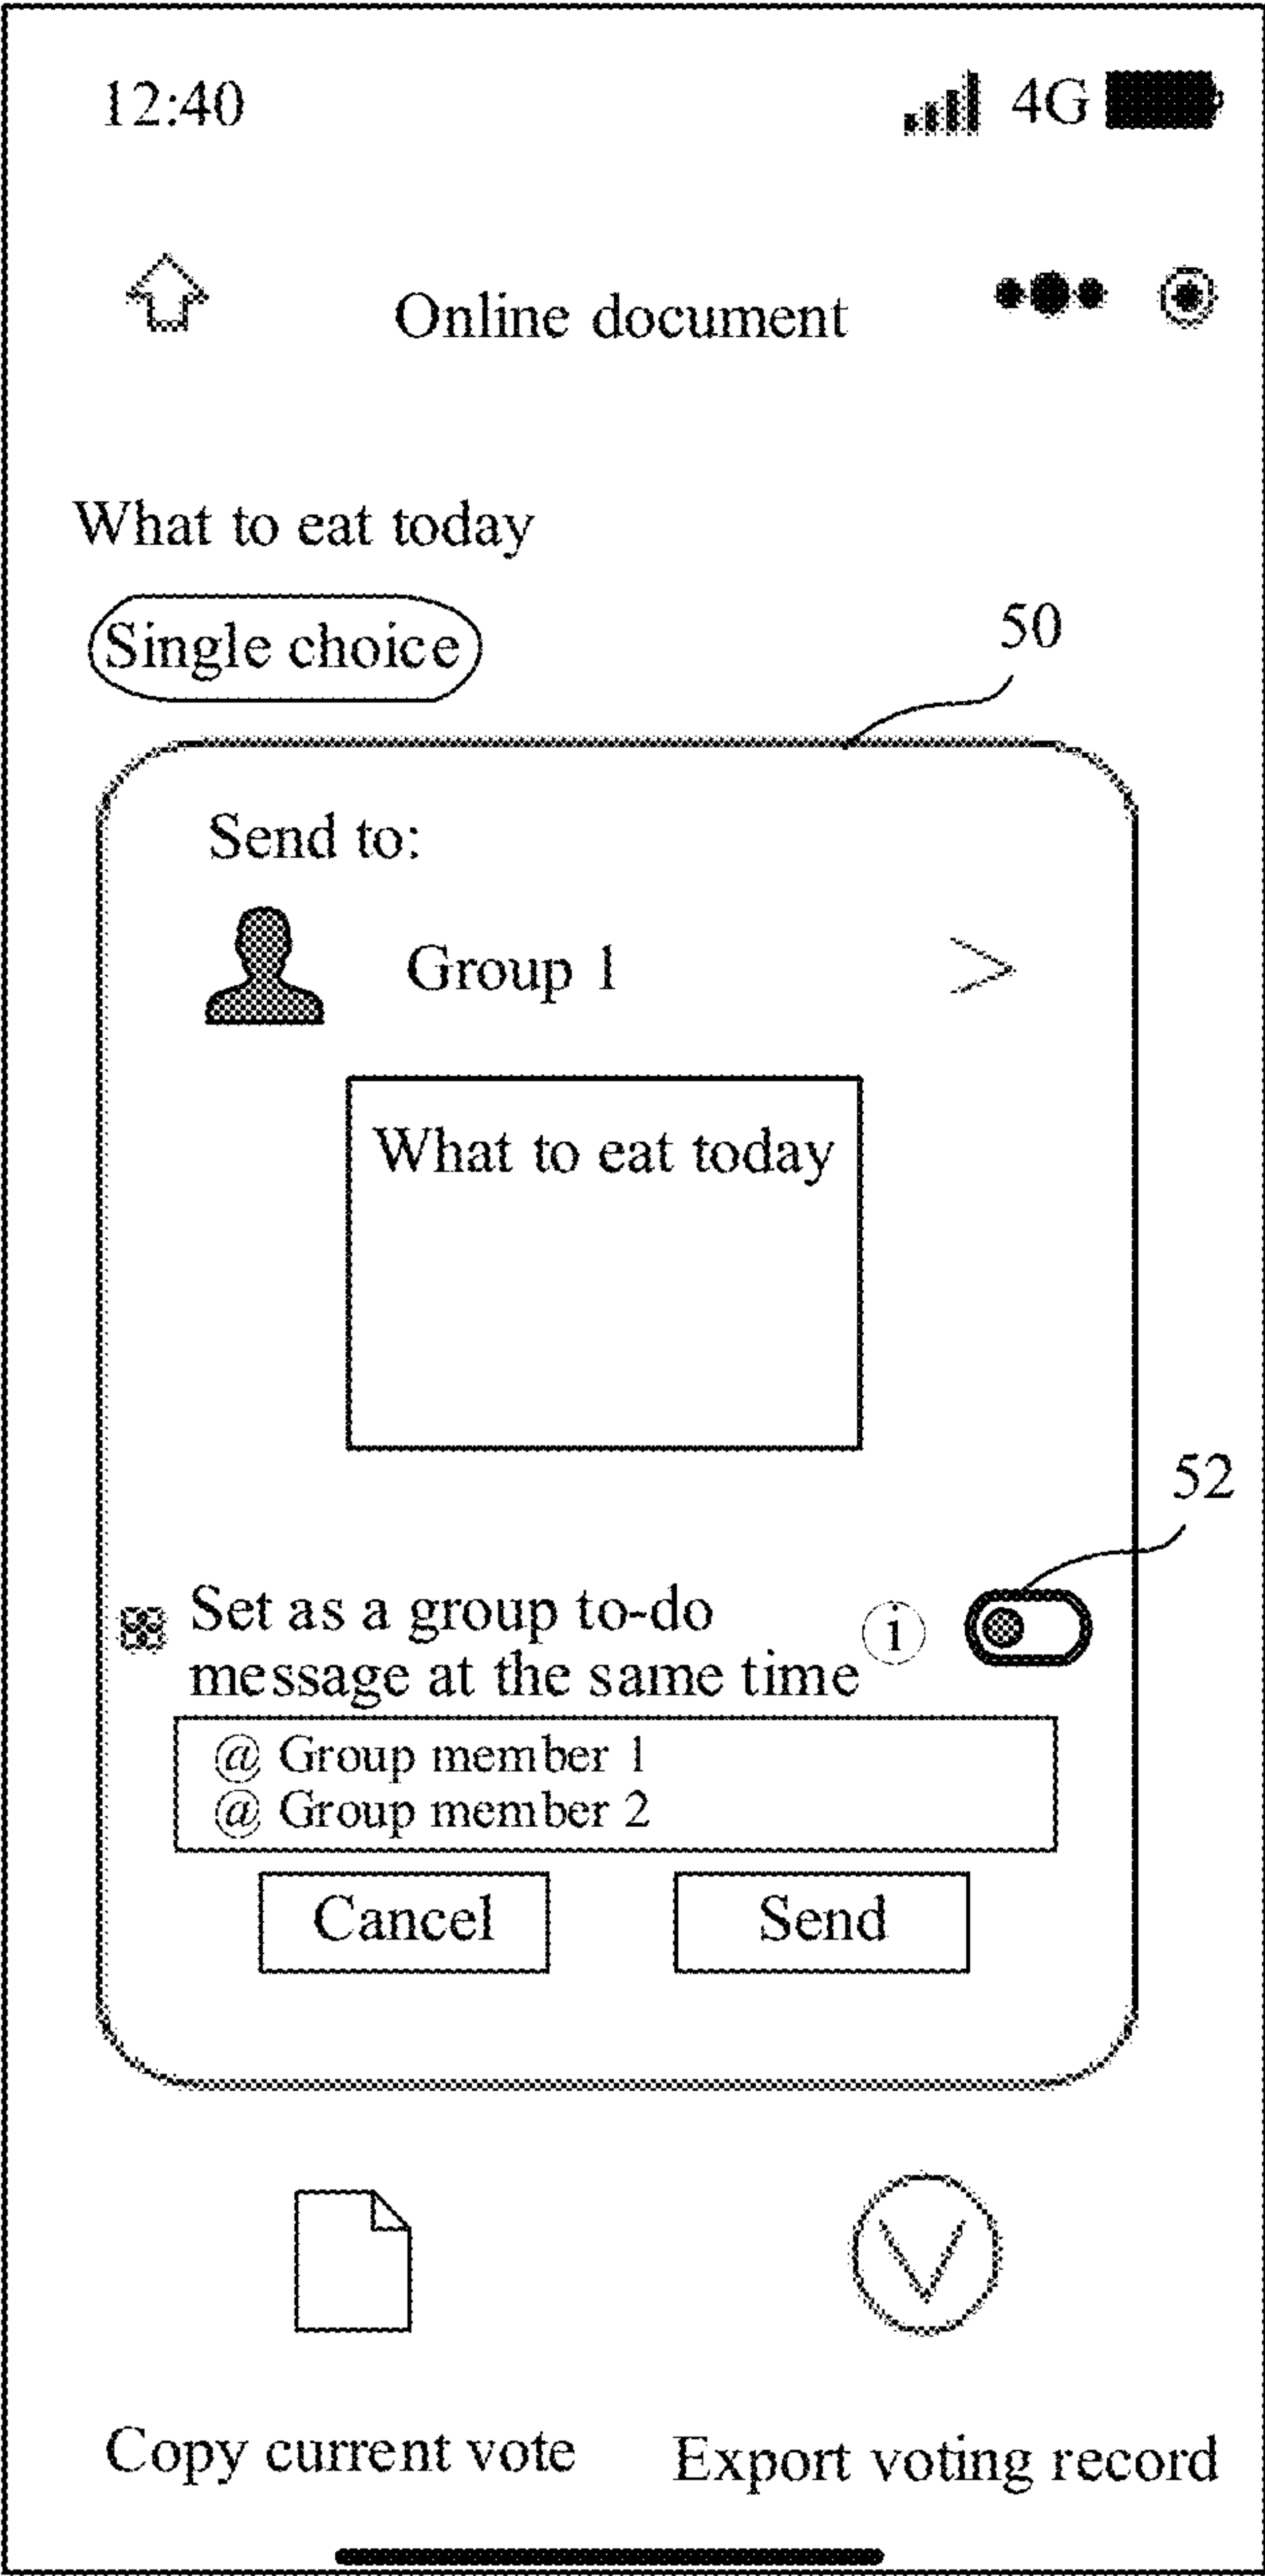 12:40 4G
Online document
What to eat today
Single choice
50
Send to:
Group 1
What to eat today
52
Set as a group to-do
message at the same time
i
@ Group member 1
@ Group member 2
Cancel Send
Copy current vote Export voting record